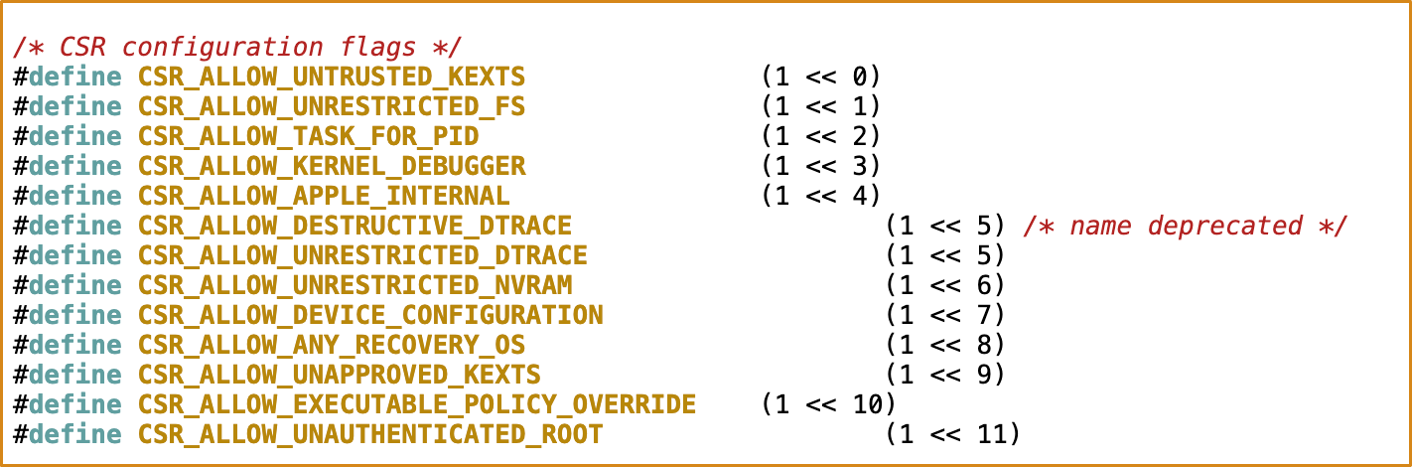 /* CSR configuration flags */
#define CSR_ALLOW_UNTRUSTED_KEXTS (1 << 0)
#define CSR_ALLOW_UNRESTRICTED_FS (1 << 1)
#define CSR_ALLOW_TASK_FOR_PID (1 << 2)
#define CSR_ALLOW_KERNEL_DEBUGGER (1 << 3)
#define CSR_ALLOW_APPLE_INTERNAL (1 << 4)
#define CSR_ALLOW_DESTRUCTIVE_DTRACE (1 << 5) /* name deprecated */
#define CSR_ALLOW_UNRESTRICTED_DTRACE (1 << 5)
#define CSR_ALLOW_UNRESTRICTED_NVRAM (1 << 6)
#define CSR_ALLOW_DEVICE_CONFIGURATION (1 << 7)
#define CSR_ALLOW_ANY_RECOVERY_OS (1 << 8)
#define CSR_ALLOW_UNAPPROVED_KEXTS (1 << 9)
#define CSR_ALLOW_EXECUTABLE_POLICY_OVERRIDE (1 << 10)
#define CSR_ALLOW_UNAUTHENTICATED_ROOT (1 << 11)